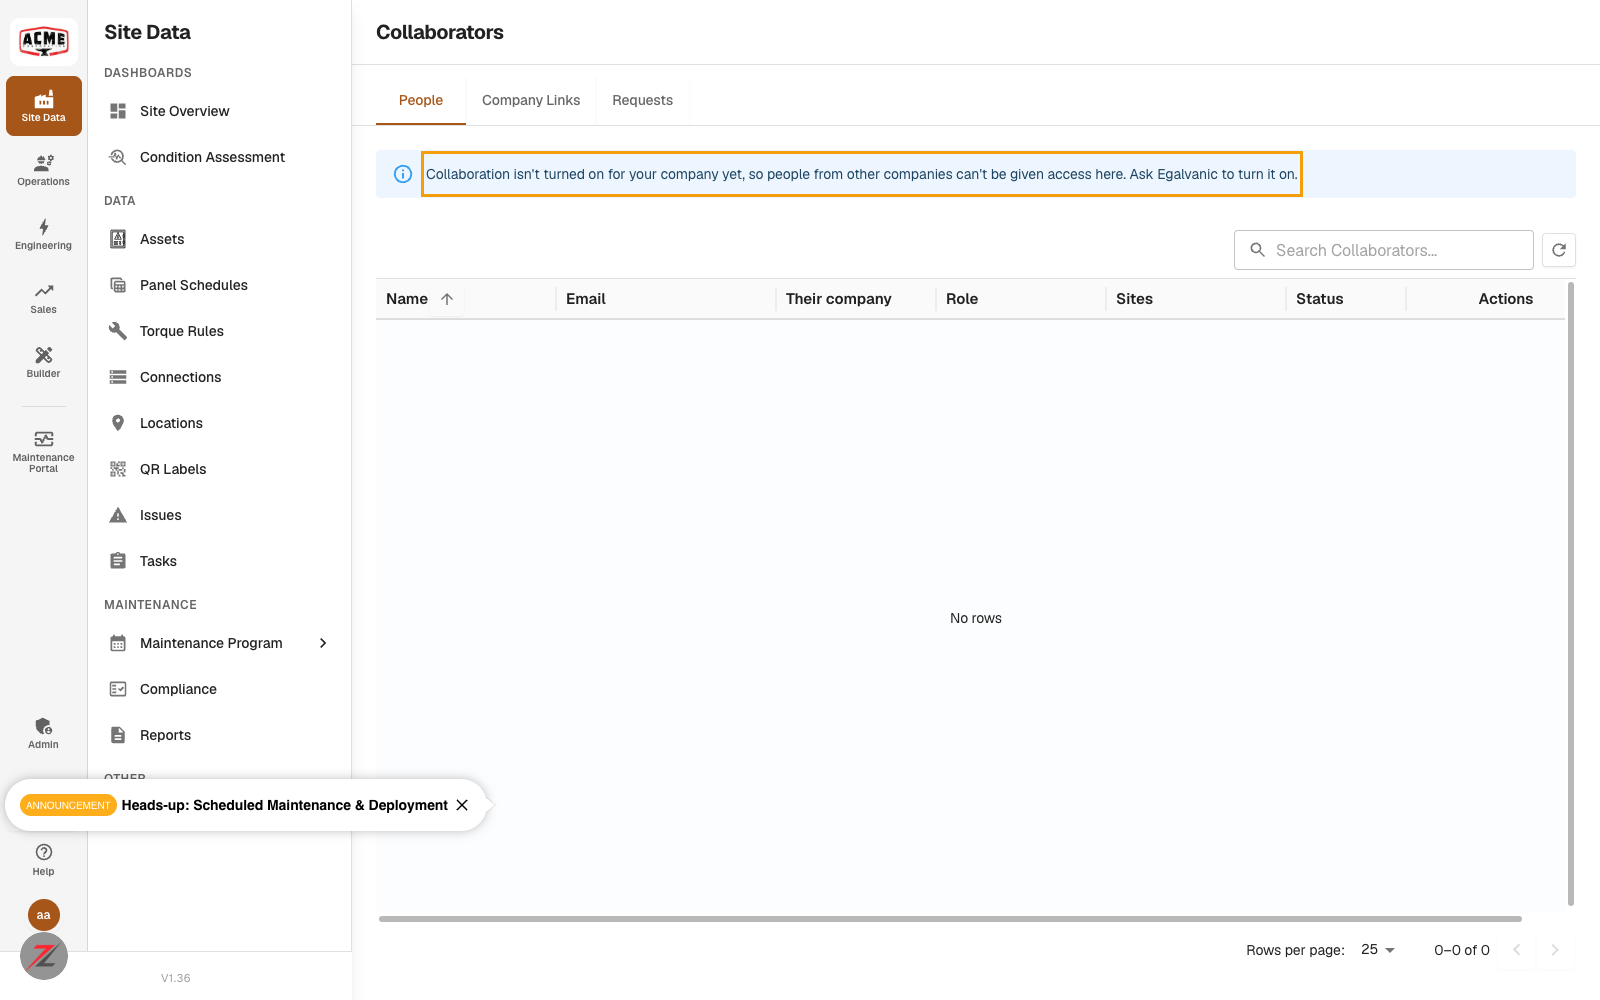 ACME
Site Data
Operations
Engineering
Sales
Builder
Maintenance
Portal
Admin
Help
aa
Site Data
DASHBOARDS
Site Overview
Condition Assessment
DATA
Assets
Panel Schedules
Torque Rules
Connections
Locations
QR Labels
Issues
Tasks
MAINTENANCE
Maintenance Program
Compliance
Reports
OTHER
ANNOUNCEMENT Heads-up: Scheduled Maintenance & Deployment
V1.36
Collaborators
People Company Links Requests
Collaboration isn't turned on for your company yet, so people from other companies can't be given access here. Ask Egalvanic to turn it on.
Search Collaborators...
Name Email Their company Role Sites Status Actions
No rows
Rows per page: 25 0–0 of 0